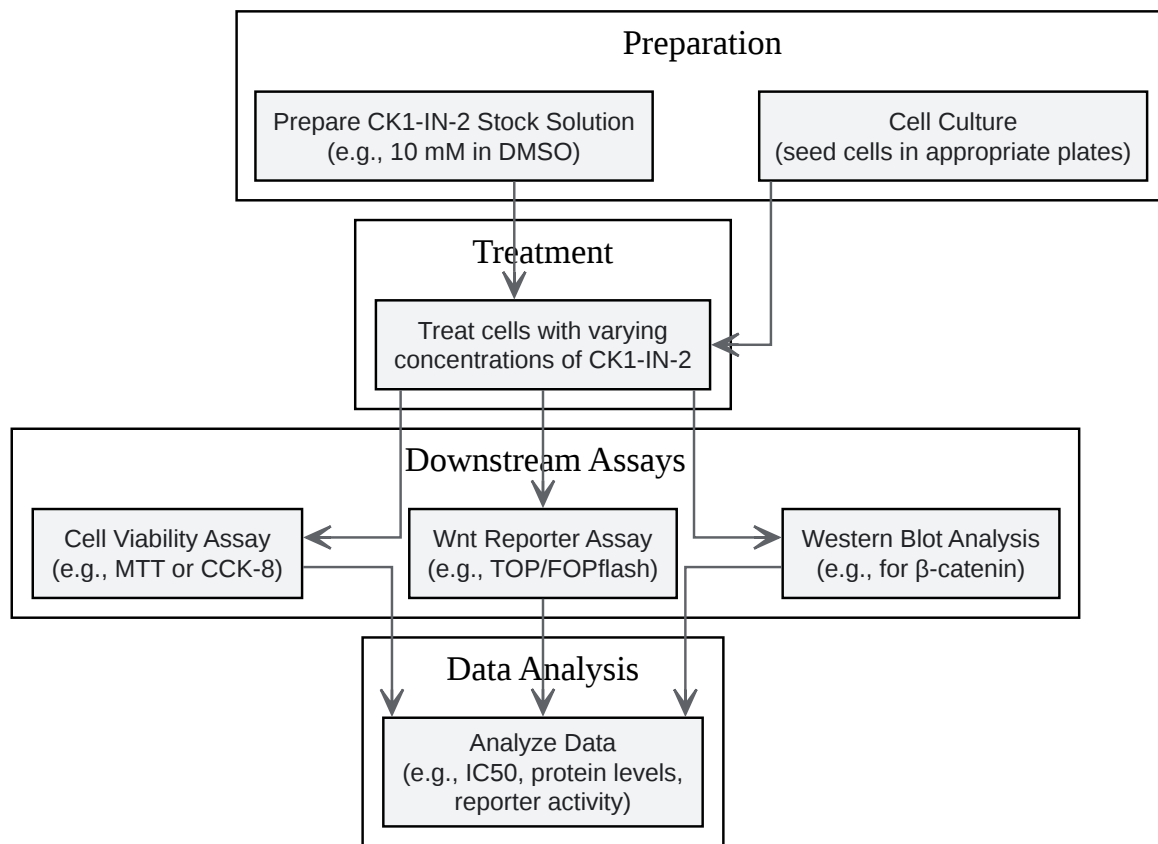 Preparation
Prepare CK1-IN-2 Stock Solution
(e.g., 10 mM in DMSO)
Cell Culture
(seed cells in appropriate plates)
Treatment
Treat cells with varying
concentrations of CK1-IN-2
Downstream Assays
Cell Viability Assay
(e.g., MTT or CCK-8)
Wnt Reporter Assay
(e.g., TOP/FOPflash)
Western Blot Analysis
(e.g., for β-catenin)
Data Analysis
Analyze Data
(e.g., IC50, protein levels,
reporter activity)